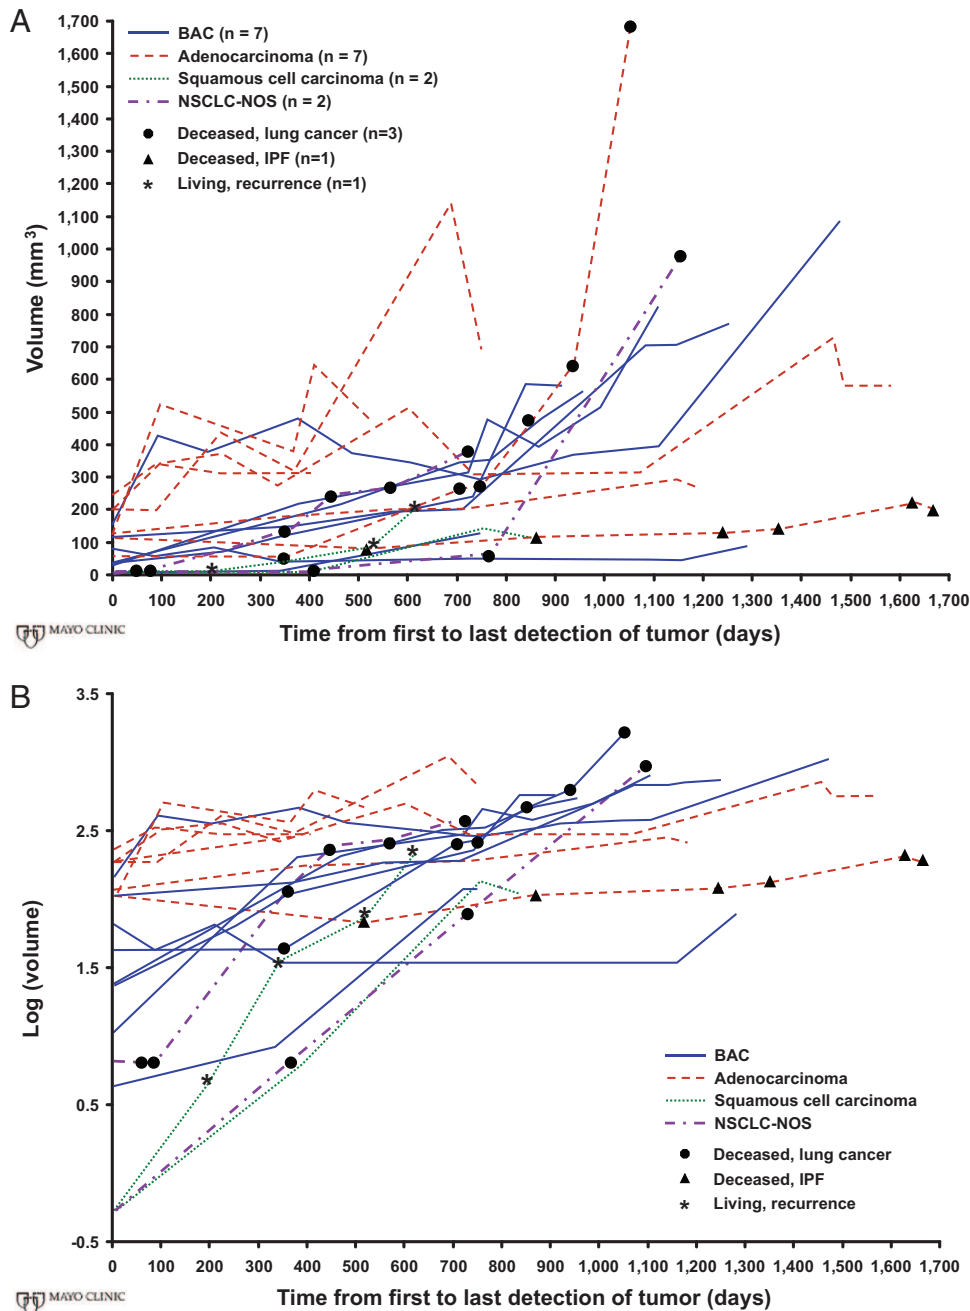 A
1,700
1,600
1,500
1,400
1,300
1,200
1,100
1,000
900
800
700
600
500
400
300
200
100
0
Volume (mm³)
BAC (n = 7)
Adenocarcinoma (n = 7)
Squamous cell carcinoma (n = 2)
NSCLC-NOS (n = 2)
Deceased, lung cancer (n=3)
Deceased, IPF (n=1)
* Living, recurrence (n=1)
0 100 200 300 400 500 600 700 800 900 1,000 1,100 1,200 1,300 1,400 1,500 1,600 1,700
Time from first to last detection of tumor (days)
MAYO CLINIC
B
3.5
2.5
1.5
0.5
-0.5
Log (volume)
BAC
Adenocarcinoma
Squamous cell carcinoma
NSCLC-NOS
Deceased, lung cancer
Deceased, IPF
* Living, recurrence
0 100 200 300 400 500 600 700 800 900 1,000 1,100 1,200 1,300 1,400 1,500 1,600 1,700
Time from first to last detection of tumor (days)
MAYO CLINIC